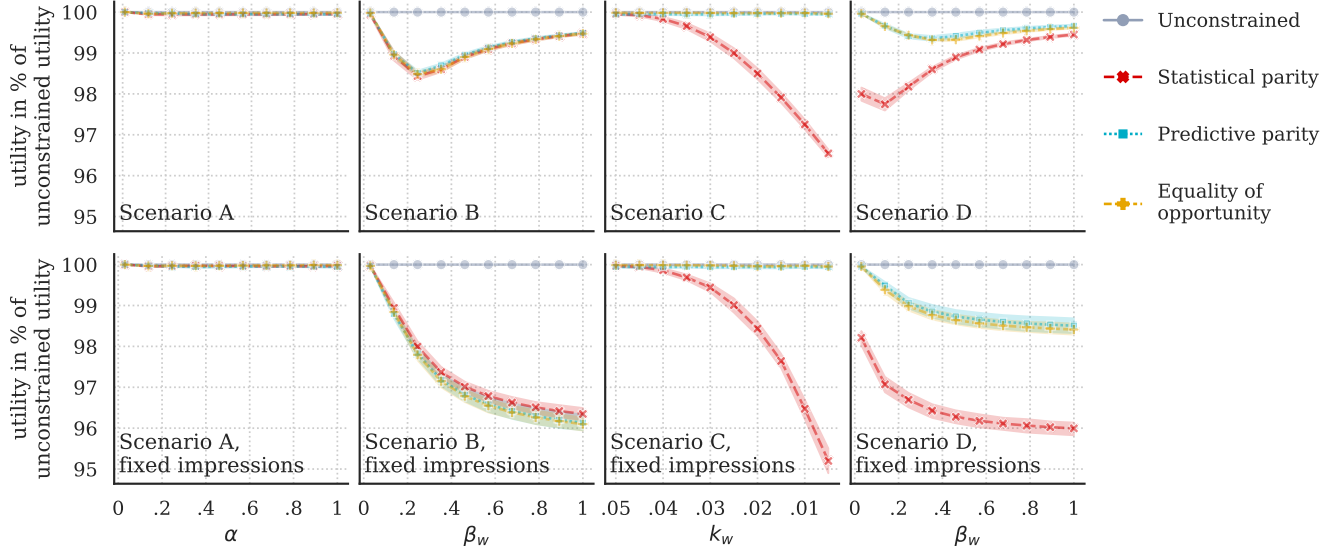 utility in % of
unconstrained utility
100
99
98
97
96
95
Scenario A
Scenario B
Scenario C
Scenario D
Unconstrained
Statistical parity
Predictive parity
Equality of
opportunity
utility in % of
unconstrained utility
100
99
98
97
96
95
Scenario A,
fixed impressions
Scenario B,
fixed impressions
Scenario C,
fixed impressions
Scenario D,
fixed impressions
0 .2 .4 .6 .8 1
0 .2 .4 .6 .8 1
.05 .04 .03 .02 .01
0 .2 .4 .6 .8 1
α
β_w
k_w
β_w